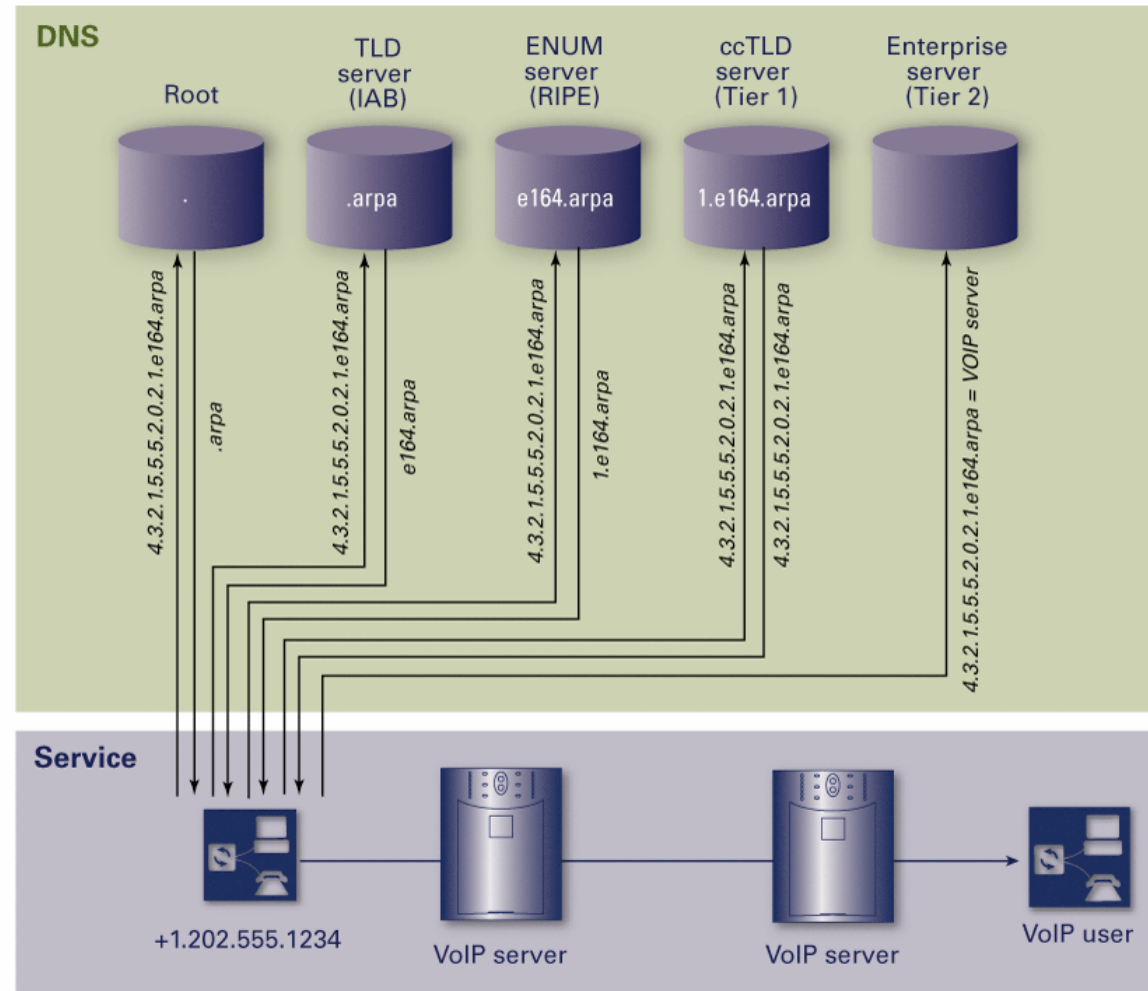 DNS
Root
TLD
server
(IAB)
ENUM
server
(RIPE)
ccTLD
server
(Tier 1)
Enterprise
server
(Tier 2)
.
.arpa
e164.arpa
1.e164.arpa
4.3.2.1.5.5.5.2.0.2.1.e164.arpa
.arpa
4.3.2.1.5.5.5.2.0.2.1.e164.arpa
e164.arpa
4.3.2.1.5.5.5.2.0.2.1.e164.arpa
1.e164.arpa
4.3.2.1.5.5.5.2.0.2.1.e164.arpa
4.3.2.1.5.5.5.2.0.2.1.e164.arpa
4.3.2.1.5.5.5.2.0.2.1.e164.arpa = VOIP server
Service
+1.202.555.1234
VoIP server
VoIP server
VoIP user